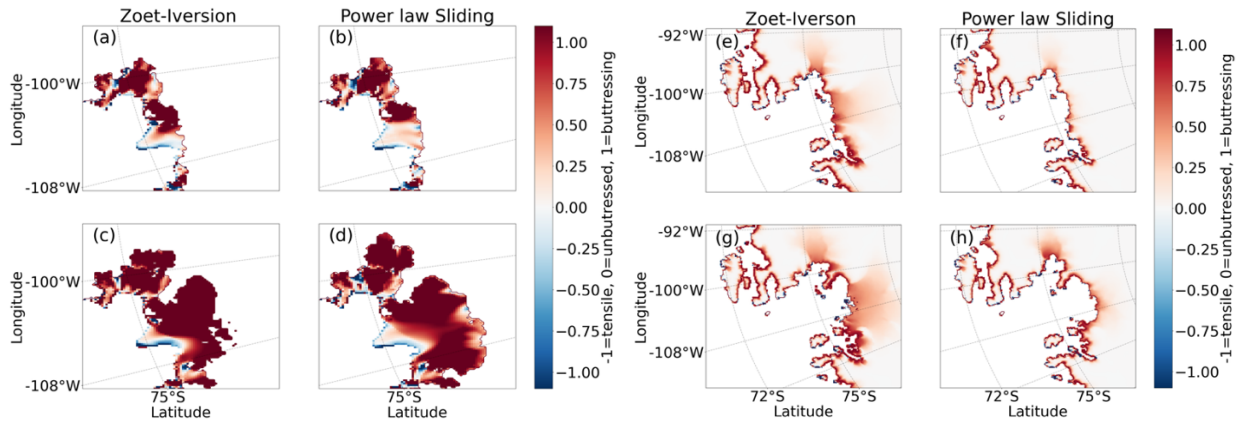 Zoet-Iversion
Power law Sliding
(a)
(b)
-100°W
-108°W
Longitude
(c)
(d)
-100°W
-108°W
Longitude
75°S
75°S
Latitude
Latitude
1.00
0.75
0.50
0.25
0.00
−0.25
−0.50
−0.75
−1.00
-1=tensile, 0=unbutressed, 1=buttressing
Zoet-Iverson
Power law Sliding
(e)
(f)
-92°W
-100°W
-108°W
Longitude
(g)
(h)
-92°W
-100°W
-108°W
Longitude
72°S
75°S
72°S
75°S
Latitude
Latitude
1.00
0.75
0.50
0.25
0.00
−0.25
−0.50
−0.75
−1.00
-1=tensile, 0=unbutressed, 1=buttressing